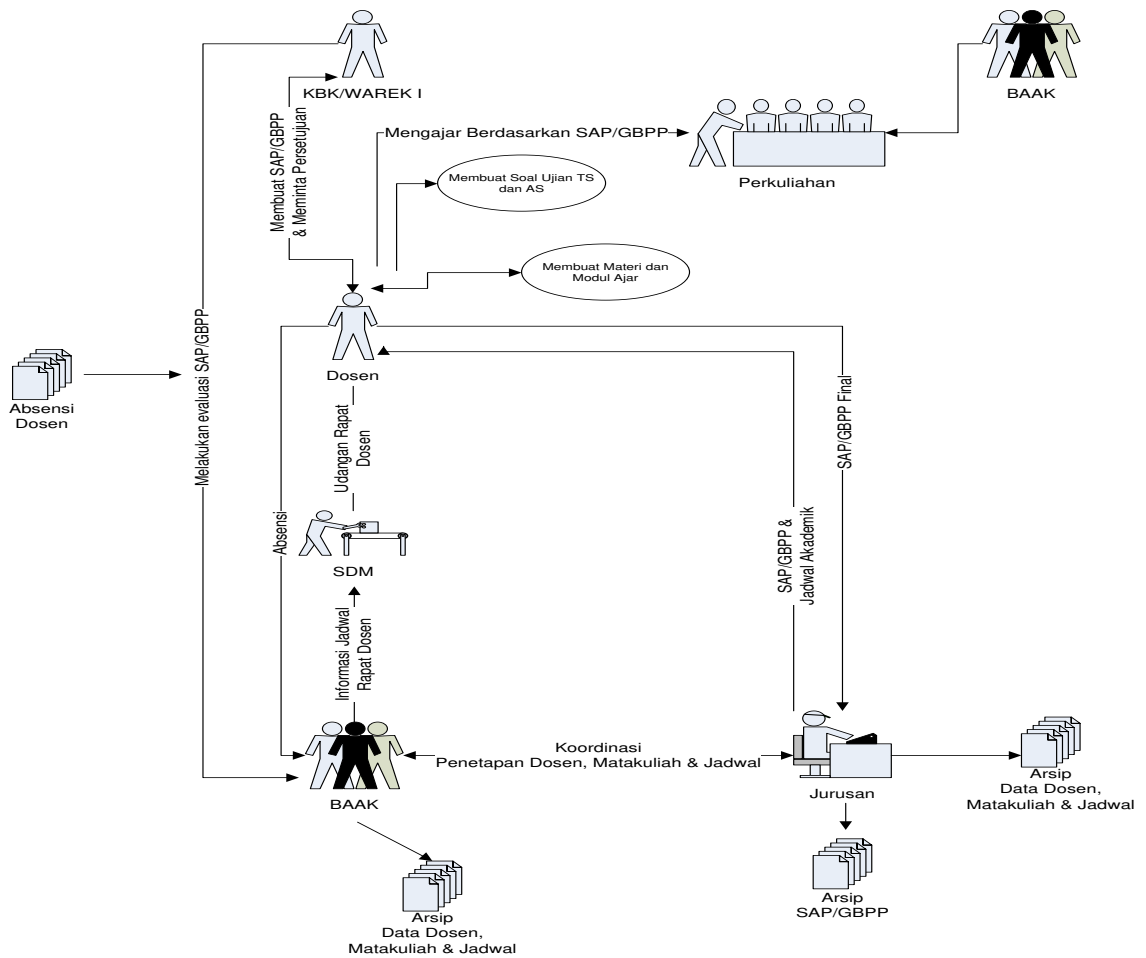 KBK/WAREK I
BAAK
Membuat SAP/GBPP
& Meminta Persetujuan
Mengajar Berdasarkan SAP/GBPP
Perkuliahan
Membuat Soal Ujian TS
dan AS
Membuat Materi dan
Modul Ajar
Dosen
Absensi
Dosen
Melakukan evaluasi SAP/GBPP
Udangan Rapat
Dosen
SAP/GBPP Final
Absensi
SDM
SAP/GBPP &
Jadwal Akademik
Informasi Jadwal
Rapat Dosen
BAAK
Koordinasi
Penetapan Dosen, Matakuliah & Jadwal
Jurusan
Arsip
Data Dosen,
Matakuliah & Jadwal
Arsip
SAP/GBPP
Arsip
Data Dosen,
Matakuliah & Jadwal